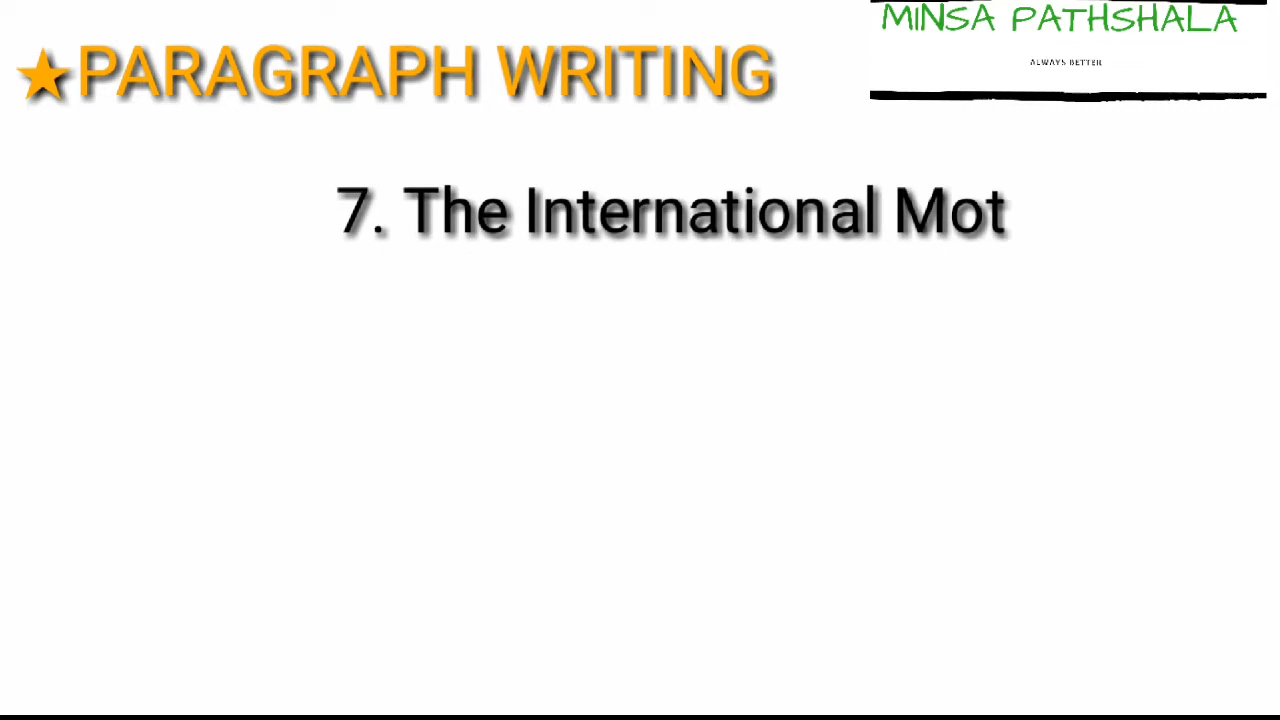 ★PARAGRAPH WRITING
MINSA PATHSHALA
ALWAYS BETTER
7. The International Mot